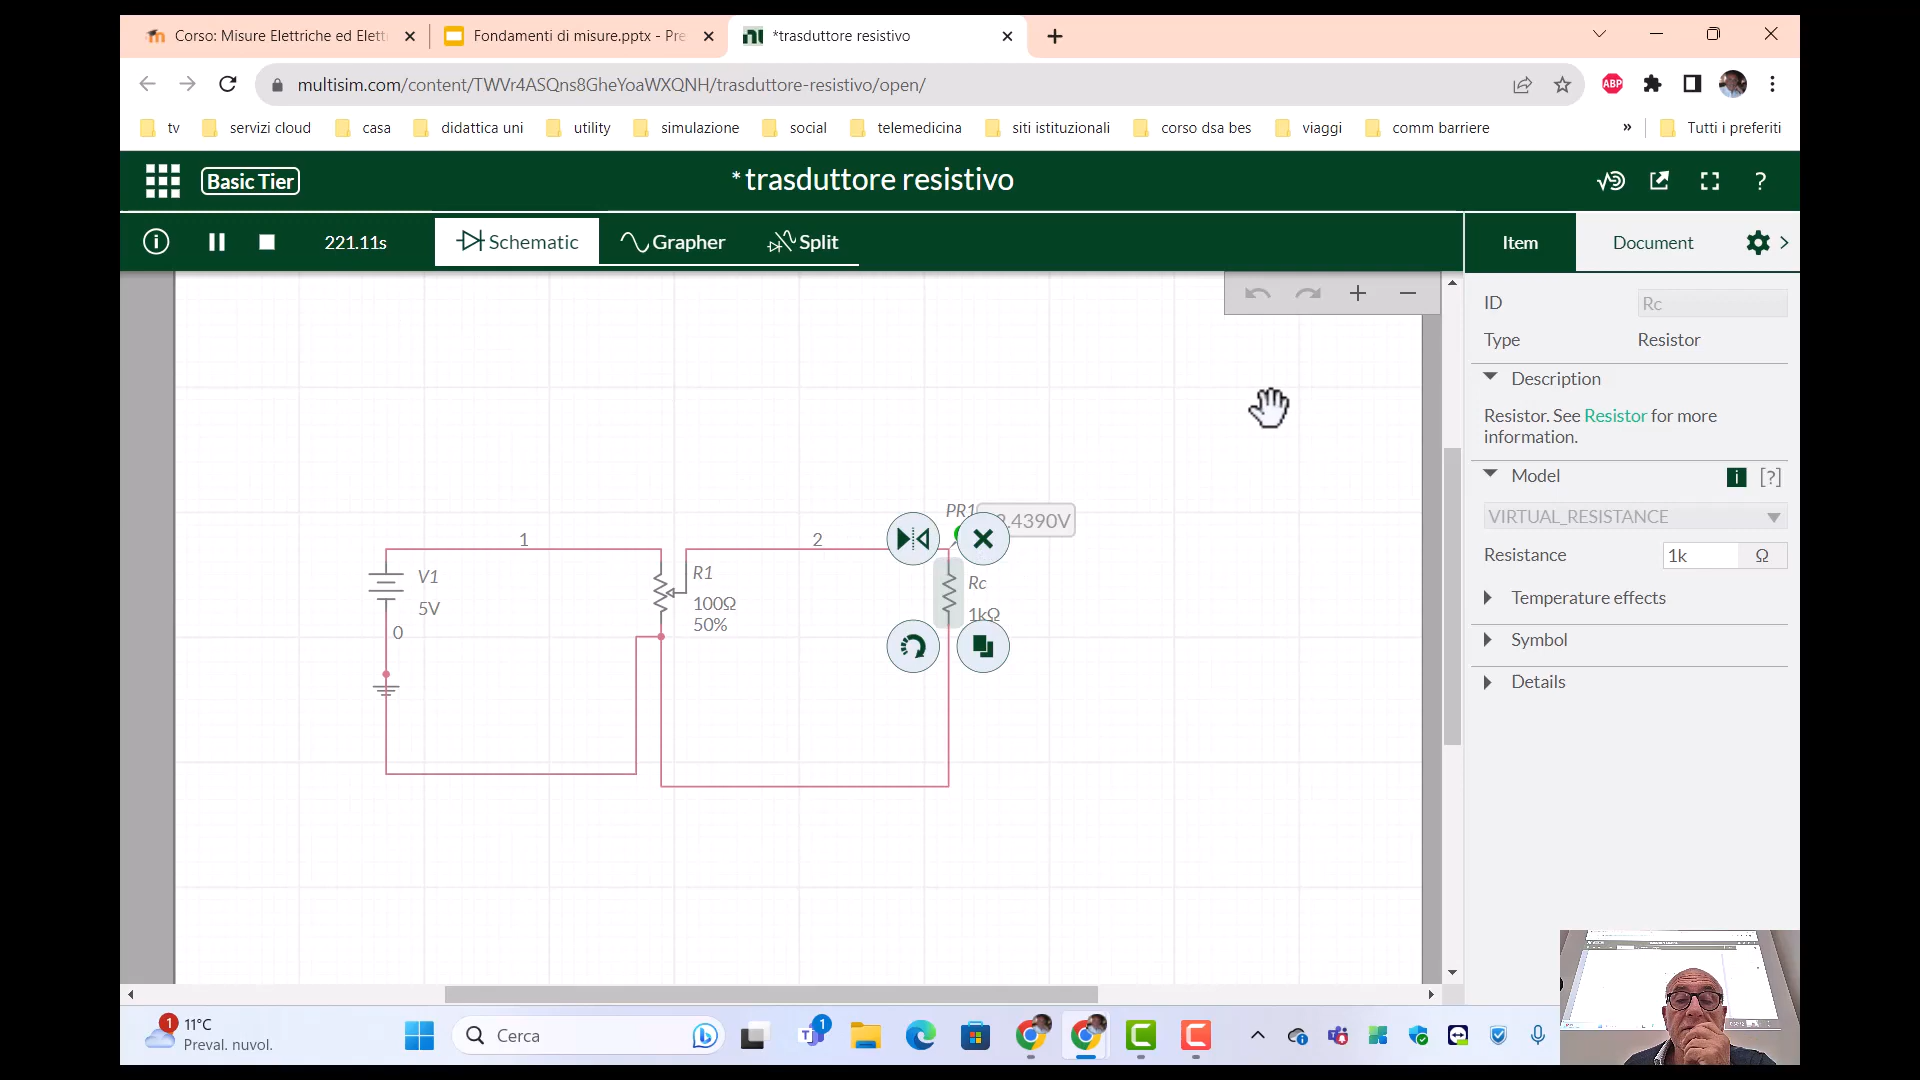 Corso: Misure Elettriche ed Elett
Fondamenti di misure.pptx - Pre
*trasduttore resistivo
multisim.com/content/TWVr4ASQns8GheYoaWXQNH/trasduttore-resistivo/open/
ABP
tv
servizi cloud
casa
didattica uni
utility
simulazione
social
telemedicina
siti istituzionali
corso dsa bes
viaggi
comm barriere
»
Tutti i preferiti
Basic Tier
*trasduttore resistivo
?
221.11s
Schematic
Grapher
Split
Item
Document
ID
Rc
Type
Resistor
Description
Resistor. See Resistor for more
information.
Model
i
[?]
VIRTUAL_RESISTANCE
Resistance
1k
Ω
Temperature effects
Symbol
Details
PR1
.4390V
1
2
V1
5V
0
R1
100Ω
50%
Rc
1kΩ
1
11°C
Preval. nuvol.
Cerca
1